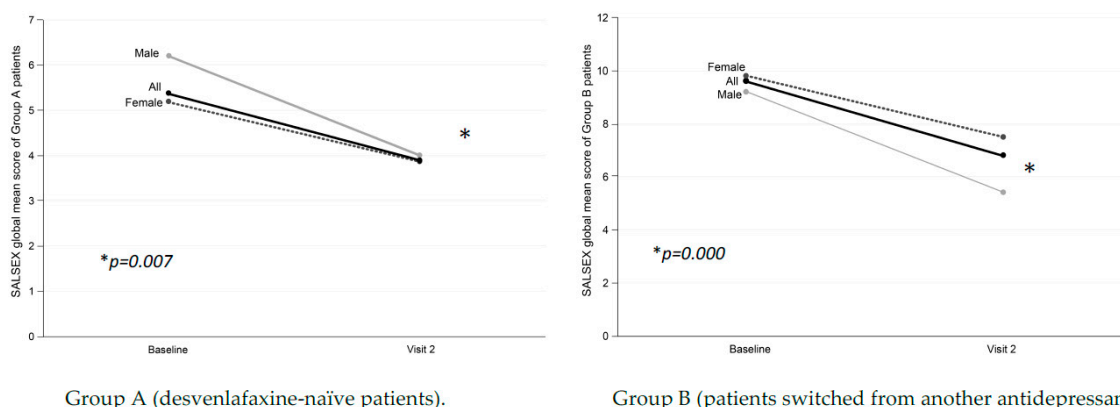 SALSEX global mean score of Group A patients
7
6
5
4
3
2
1
0
Male
All
Female
*
*p=0.007
Baseline
Visit 2
Group A (desvenlafaxine-naïve patients).
SALSEX global mean score of Group B patients
12
10
8
6
4
2
0
Female
All
Male
*
*p=0.000
Baseline
Visit 2
Group B (patients switched from another antidepressan